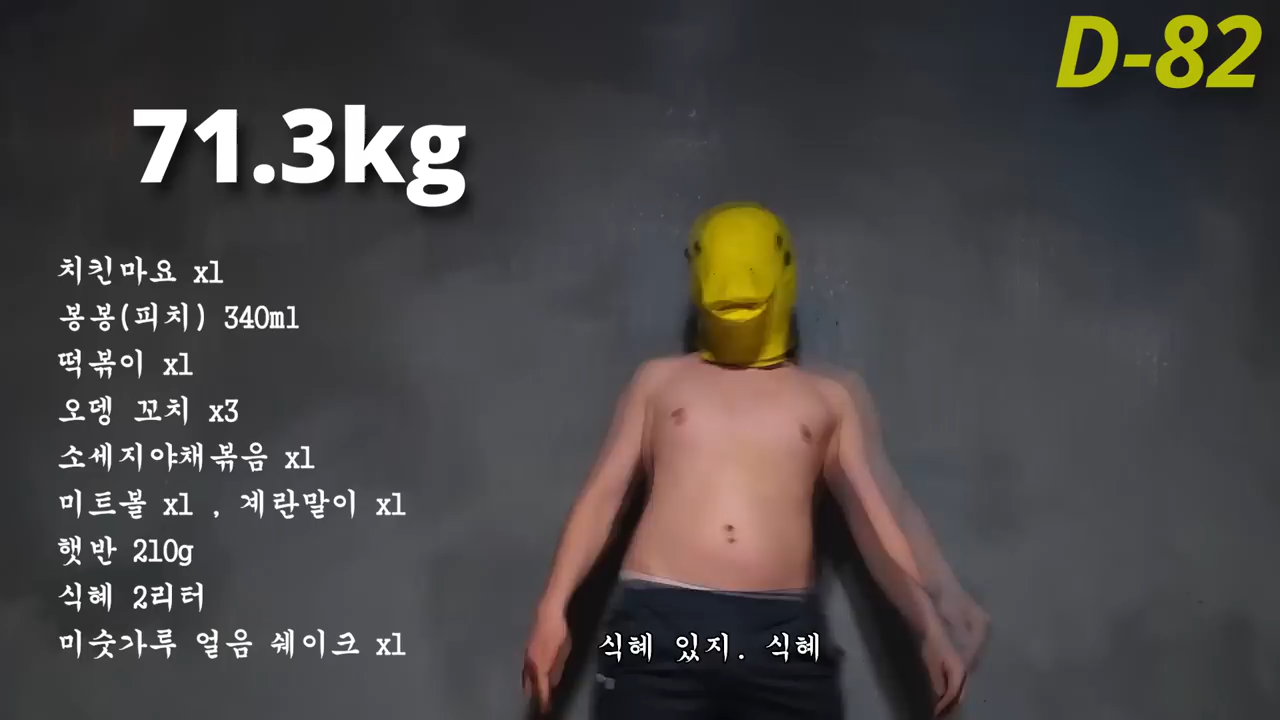 D-82
71.3kg
치킨마요 x1
봉봉(피치) 340ml
떡볶이 x1
오뎅 꼬치 x3
소세지야채볶음 x1
미트볼 x1 , 계란말이 x1
햇반 210g
식혜 2리터
미숫가루 얼음 쉐이크 x1
식혜 있지. 식혜